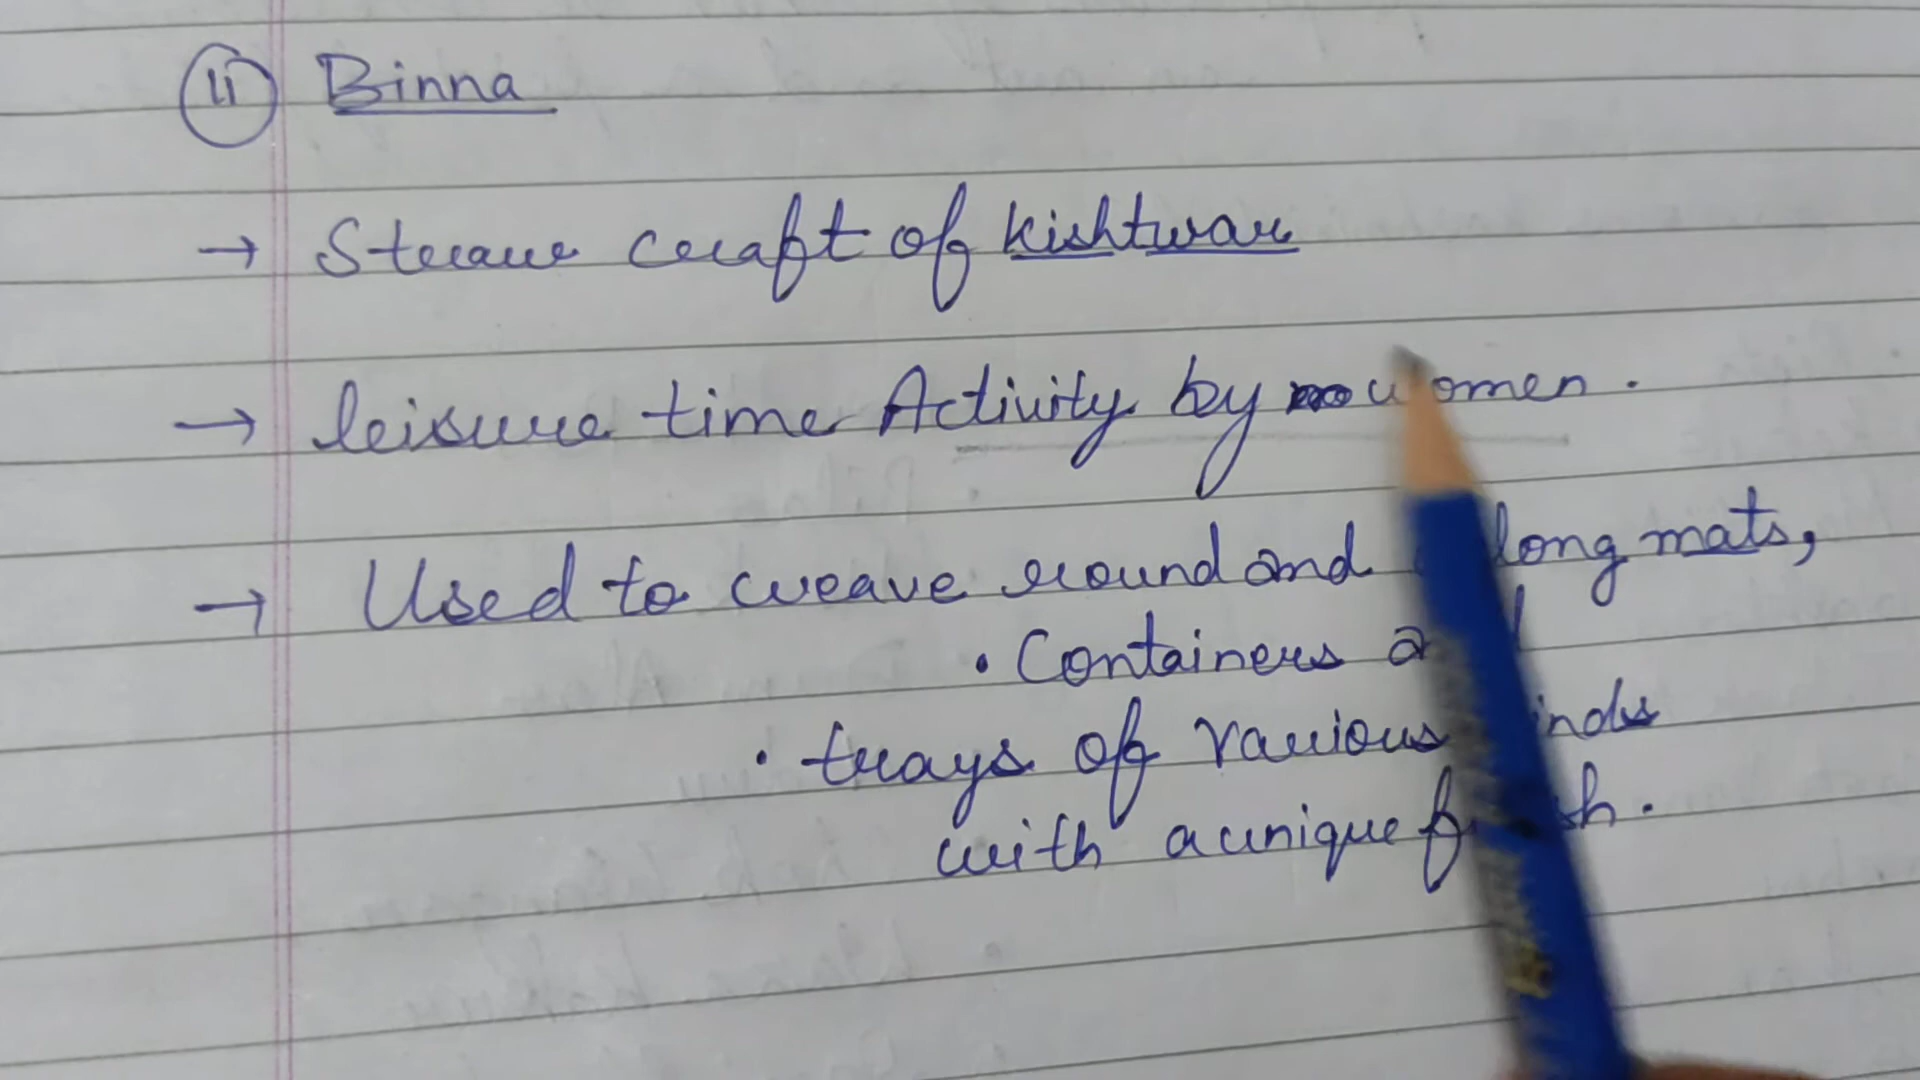 11 Binna
→ Straw craft of Kishtwar
→ leisure time Activity by women.
→ Used to weave round and long mats,
• Containers
• trays of various
with a unique